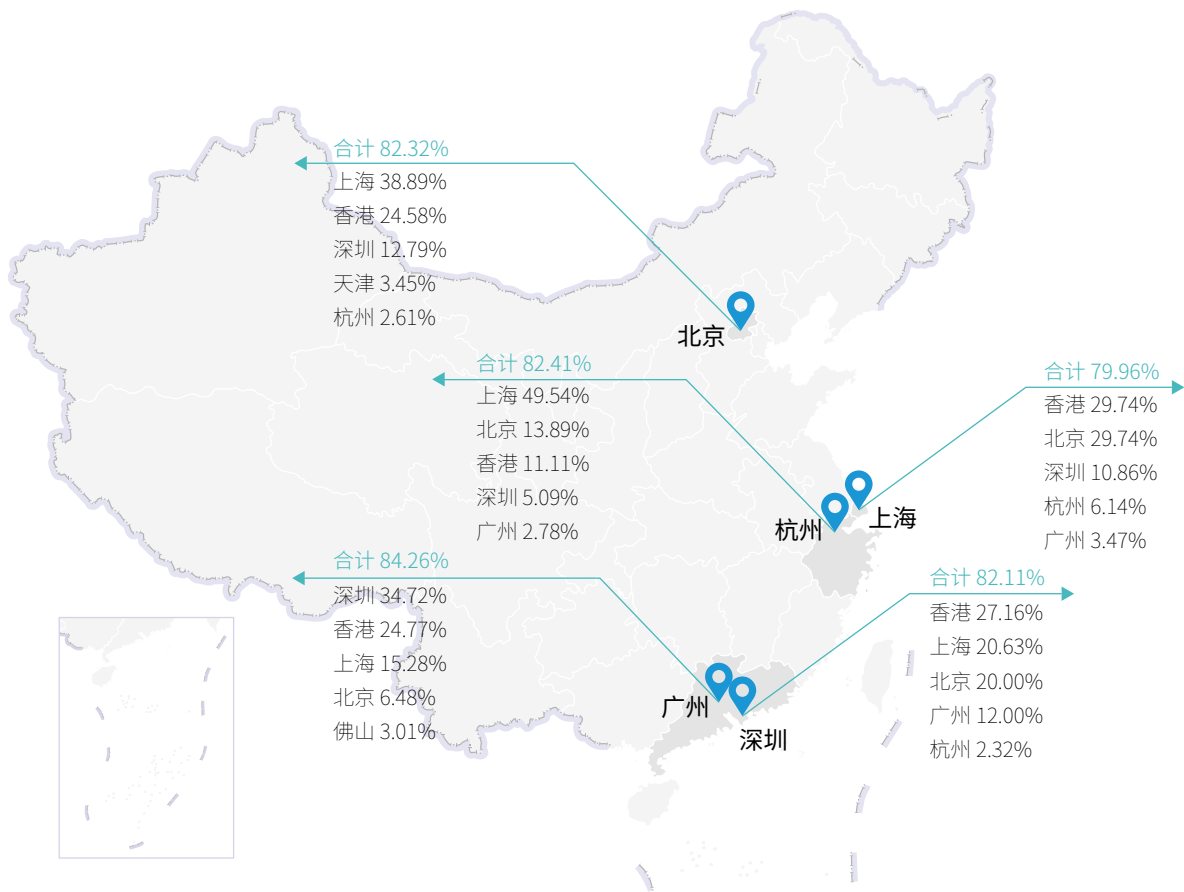 合计 82.32%
上海 38.89%
香港 24.58%
深圳 12.79%
天津 3.45%
杭州 2.61%
北京
合计 82.41%
上海 49.54%
北京 13.89%
香港 11.11%
深圳 5.09%
广州 2.78%
杭州
合计 79.96%
香港 29.74%
北京 29.74%
深圳 10.86%
杭州 6.14%
广州 3.47%
上海
合计 84.26%
深圳 34.72%
香港 24.77%
上海 15.28%
北京 6.48%
佛山 3.01%
广州
合计 82.11%
香港 27.16%
上海 20.63%
北京 20.00%
广州 12.00%
杭州 2.32%
深圳